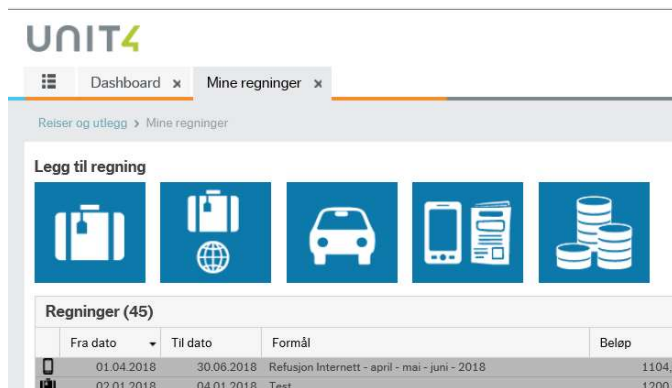 UNIT4
Dashboard x Mine regninger x
Reiser og utlegg > Mine regninger
Legg til regning
Regninger (45)
Fra dato Til dato Formål Beløp
01.04.2018 30.06.2018 Refusjon Internett - april - mai - juni - 2018 1104
02.01.2018 04.01.2018 Test 1200